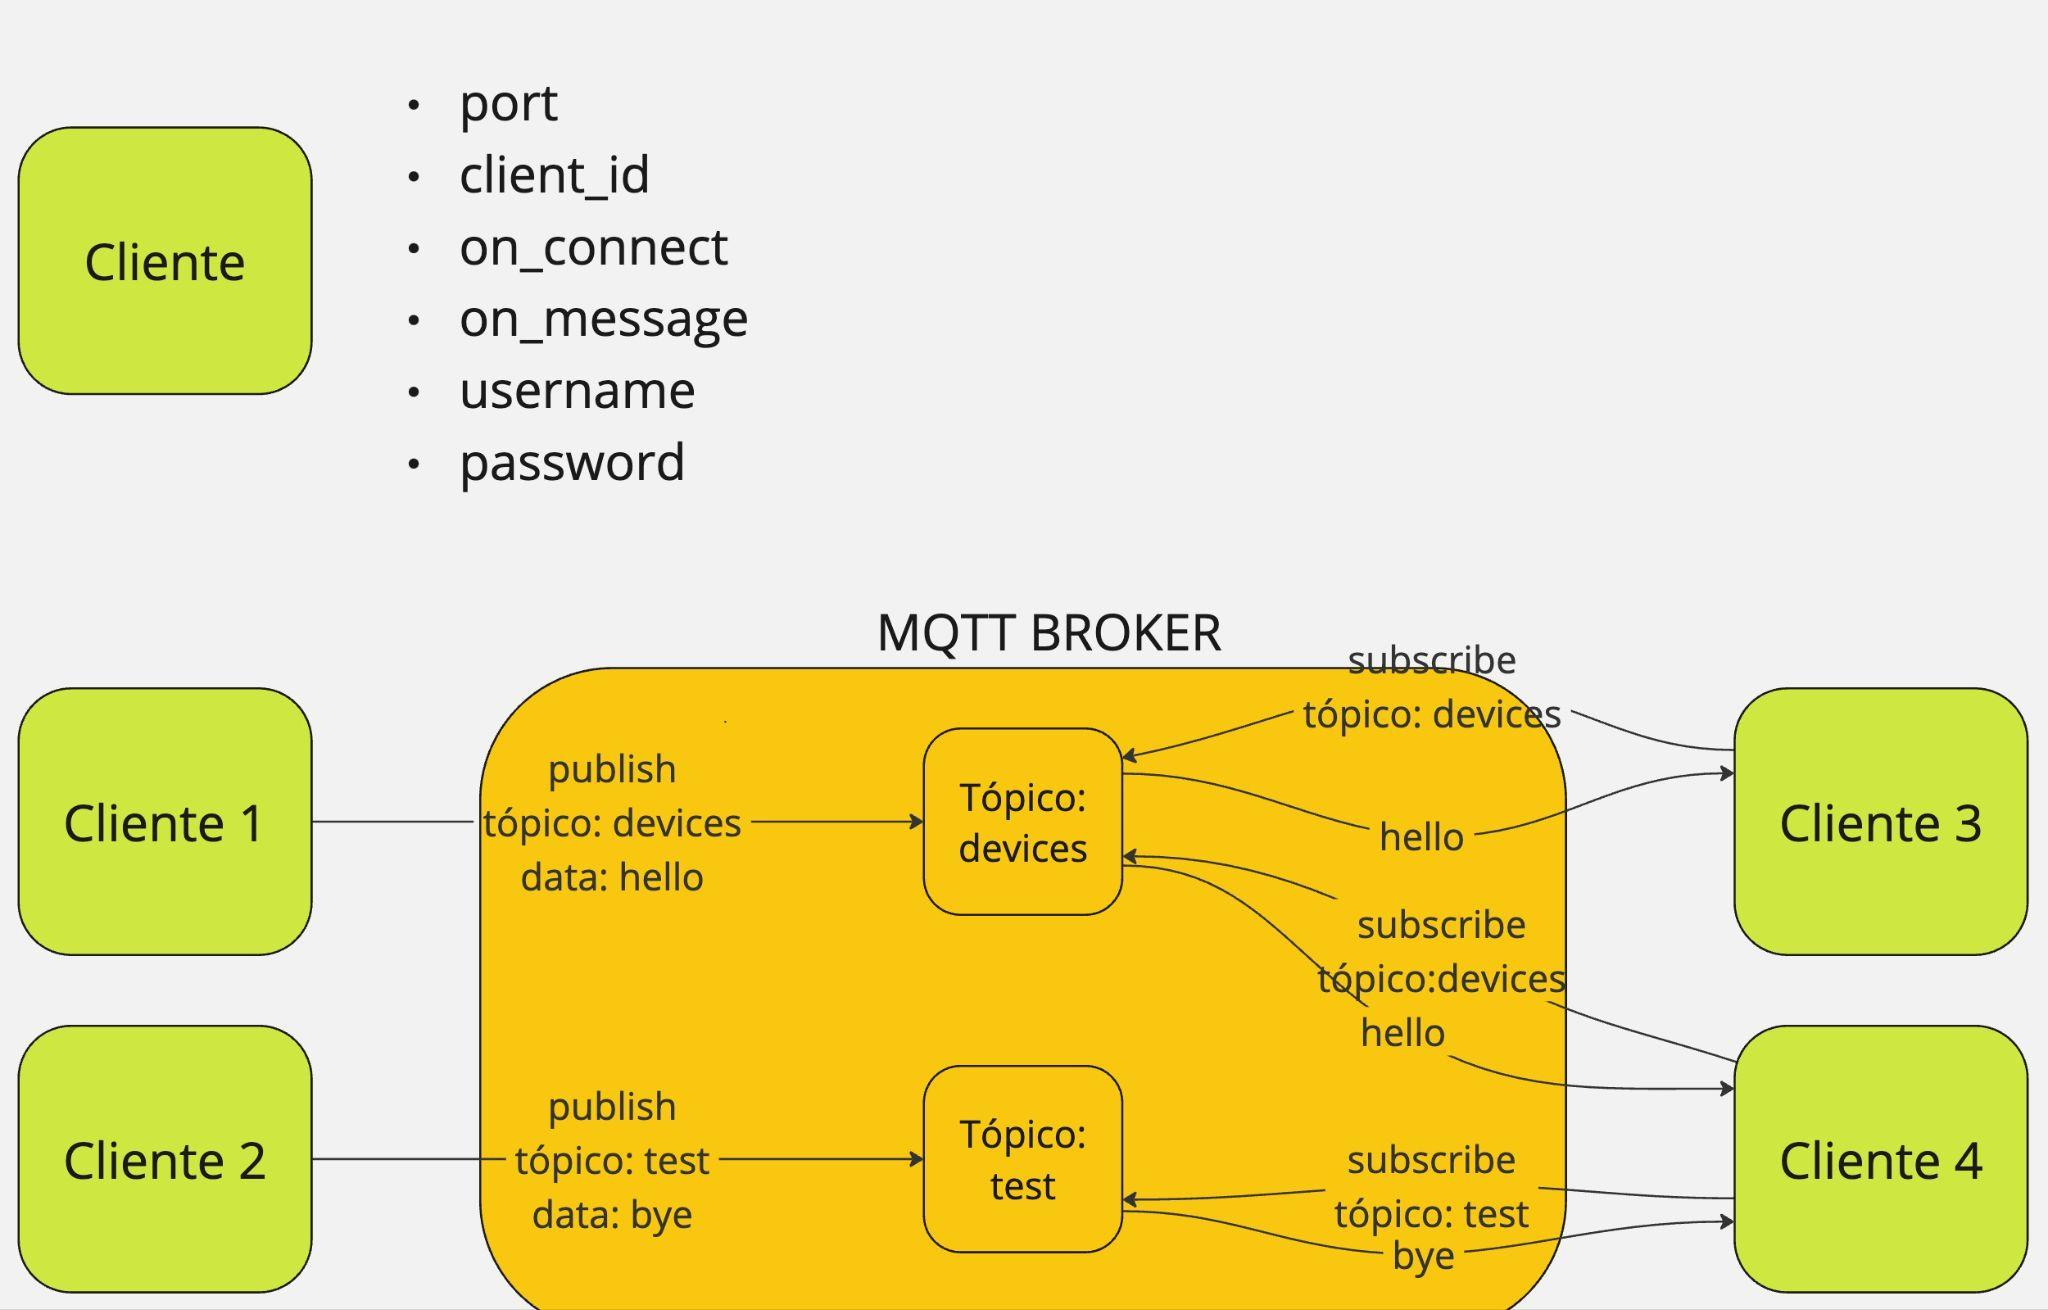 Cliente
• port
• client_id
• on_connect
• on_message
• username
• password
MQTT BROKER
Cliente 1
publish
tópico: devices
data: hello
Tópico:
devices
subscribe
tópico: devices
hello
Cliente 3
subscribe
tópico:devices
hello
Cliente 2
publish
tópico: test
data: bye
Tópico:
test
subscribe
tópico: test
bye
Cliente 4